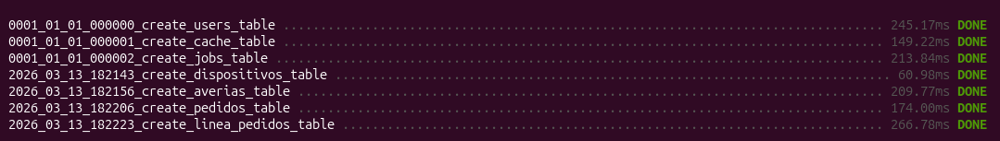 0001_01_01_000000_create_users_table ................................................................................ 245.17ms DONE
0001_01_01_000001_create_cache_table ................................................................................ 149.22ms DONE
0001_01_01_000002_create_jobs_table ................................................................................. 213.84ms DONE
2026_03_13_182143_create_dispositivos_table .......................................................................... 60.98ms DONE
2026_03_13_182156_create_averias_table .............................................................................. 209.77ms DONE
2026_03_13_182206_create_pedidos_table .............................................................................. 174.00ms DONE
2026_03_13_182223_create_linea_pedidos_table ........................................................................ 266.78ms DONE